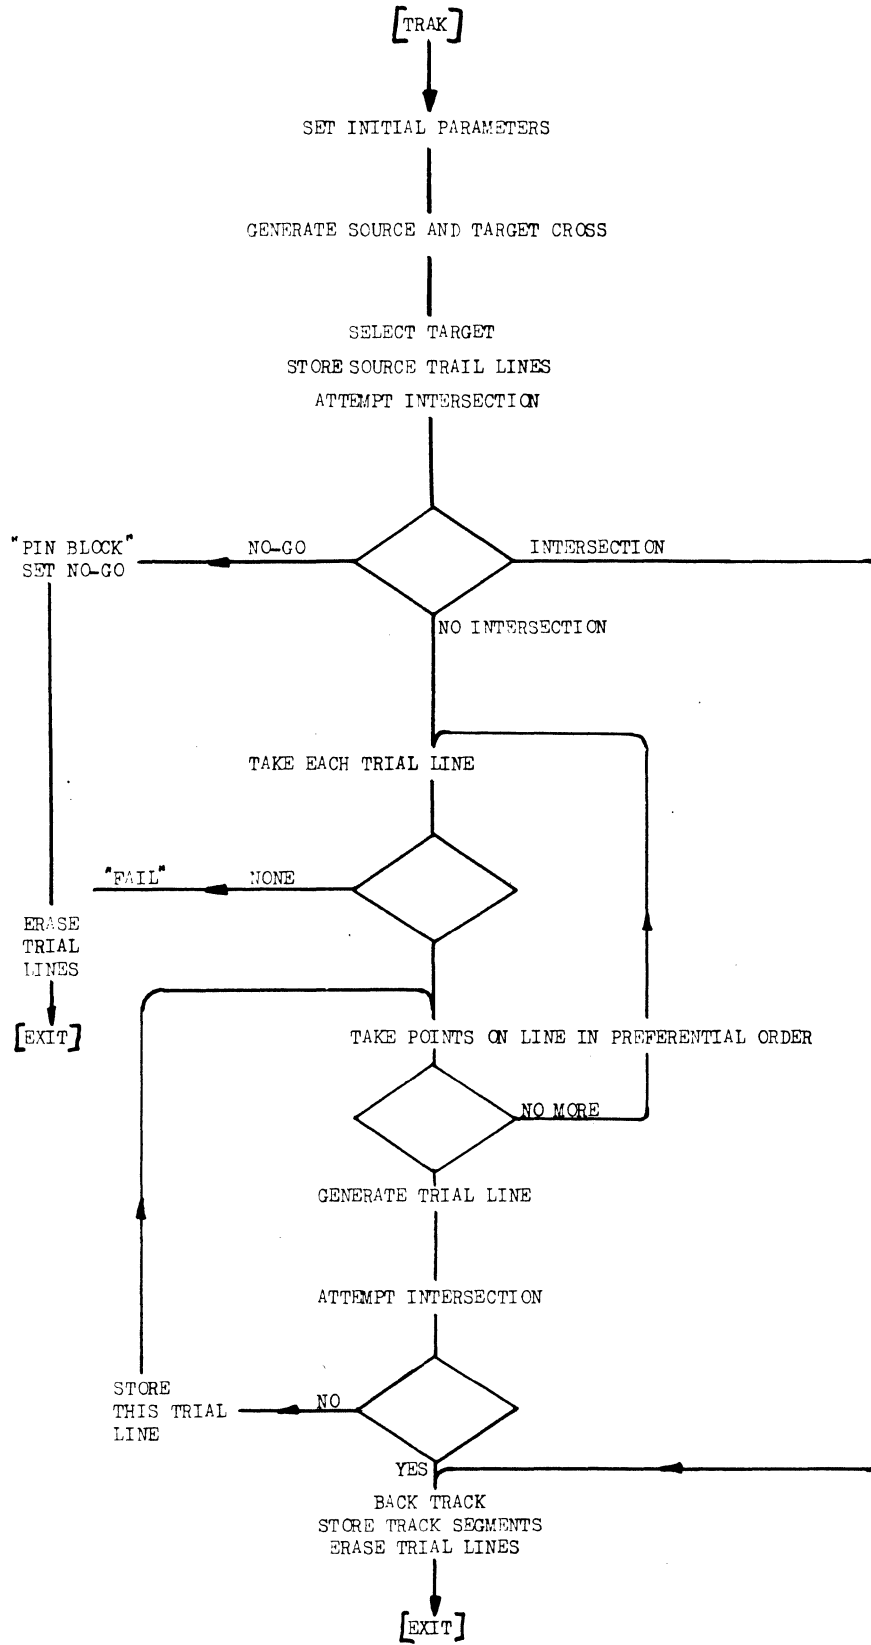 [TRAK]
SET INITIAL PARAMETERS
GENERATE SOURCE AND TARGET CROSS
SELECT TARGET
STORE SOURCE TRAIL LINES
ATTEMPT INTERSECTION
"PIN BLOCK"
SET NO-GO
NO-GO
INTERSECTION
NO INTERSECTION
TAKE EACH TRIAL LINE
"FAIL"
NONE
ERASE
TRIAL
LINES
[EXIT]
TAKE POINTS ON LINE IN PREFERENTIAL ORDER
NO MORE
GENERATE TRIAL LINE
ATTEMPT INTERSECTION
STORE
THIS TRIAL
LINE
NO
YES
BACK TRACK
STORE TRACK SEGMENTS
ERASE TRIAL LINES
[EXIT]